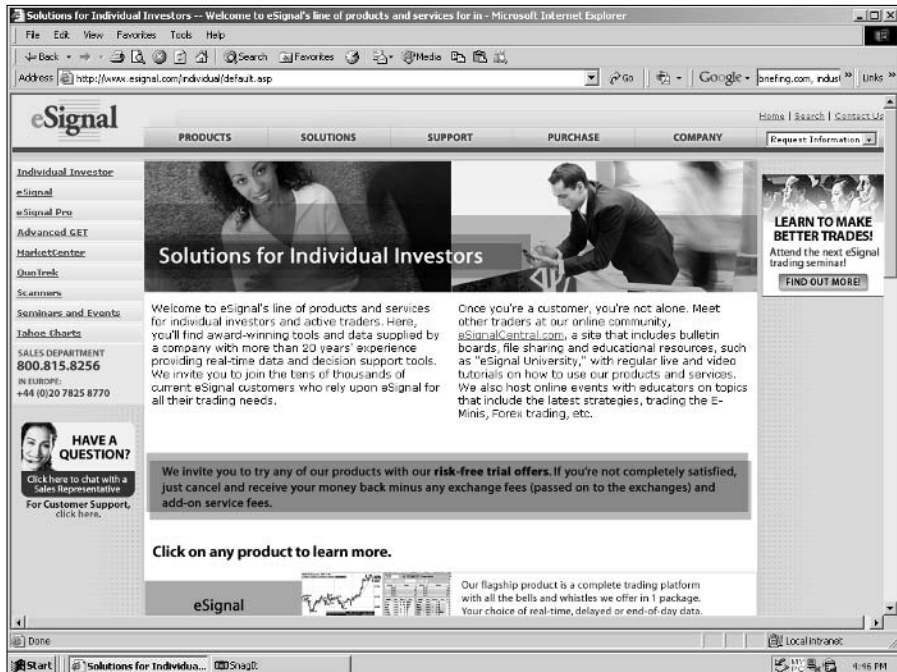 Solutions for Individual Investors -- Welcome to eSignal's line of products and services for in - Microsoft Internet Explorer
File Edit View Favorites Tools Help
Back Search Favorites Media
Address http://www.esignal.com/individual/default.asp Go Google briefing.com, indust Links
eSignal
Home | Search | Contact Us
PRODUCTS SOLUTIONS SUPPORT PURCHASE COMPANY Request Information
Individual Investor
eSignal
eSignal Pro
Advanced GET
MarketCenter
QuoTrek
Scanners
Seminars and Events
Tahoe Charts
SALES DEPARTMENT
800.815.8256
IN EUROPE:
+44 (0)20 7825 8770
HAVE A
QUESTION?
Click here to chat with a
Sales Representative
For Customer Support,
click here.
Solutions for Individual Investors
Welcome to eSignal's line of products and services
for individual investors and active traders. Here,
you'll find award-winning tools and data supplied by
a company with more than 20 years' experience
providing real-time data and decision support tools.
We invite you to join the tens of thousands of
current eSignal customers who rely upon eSignal for
all their trading needs.
Once you're a customer, you're not alone. Meet
other traders at our online community,
eSignalCentral.com, a site that includes bulletin
boards, file sharing and educational resources, such
as "eSignal University," with regular live and video
tutorials on how to use our products and services.
We also host online events with educators on topics
that include the latest strategies, trading the E-
Minis, Forex trading, etc.
LEARN TO MAKE
BETTER TRADES!
Attend the next eSignal
trading seminar!
FIND OUT MORE!
We invite you to try any of our products with our risk-free trial offers. If you're not completely satisfied,
just cancel and receive your money back minus any exchange fees (passed on to the exchanges) and
add-on service fees.
Click on any product to learn more.
eSignal
Our flagship product is a complete trading platform
with all the bells and whistles we offer in 1 package.
Your choice of real-time, delayed or end-of-day data.
Done Local intranet
Start Solutions for Individua... SnagIt 4:46 PM